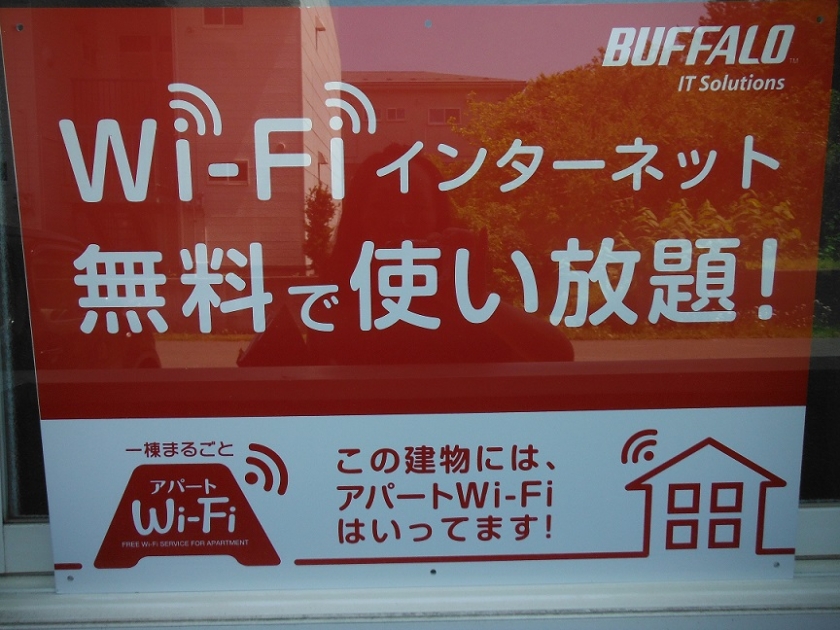 BUFFALO™
IT Solutions
Wi-Fi インターネット
無料で使い放題!
一棟まるごと
アパート
Wi-Fi
FREE Wi-Fi SERVICE FOR APARTMENT
この建物には、
アパートWi-Fi
はいってます!